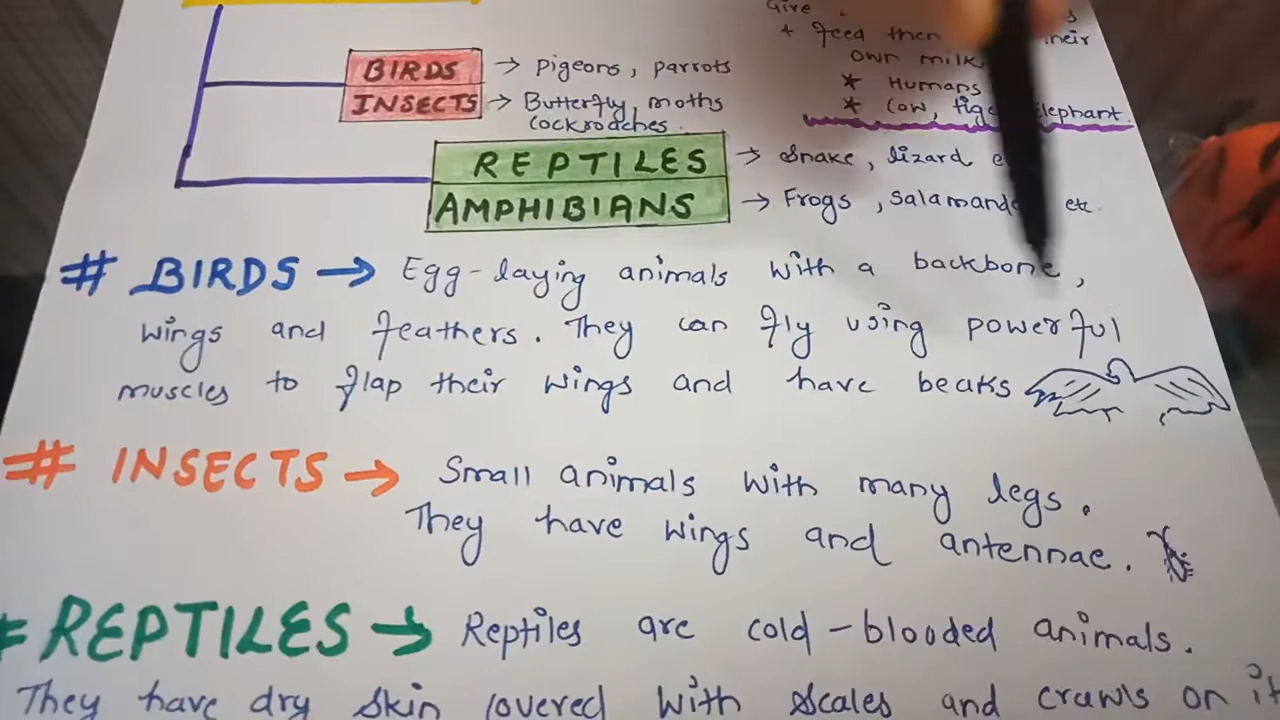 Give
* feed
own milk
* Humans
* Cow, elephant.
BIRDS → Pigeons, parrots
INSECTS → Butterfly, moths
cockroaches.
REPTILES → Snake, lizard
AMPHIBIANS → Frogs, etc.
# BIRDS → Egg-laying animals with a backbone,
wings and feathers. They can fly using powerful
muscles to flap their wings and have beaks
# INSECTS → Small animals with many legs.
They have wings and antennae.
# REPTILES → Reptiles are cold-blooded animals.
They have dry skin covered with scales and crawls on